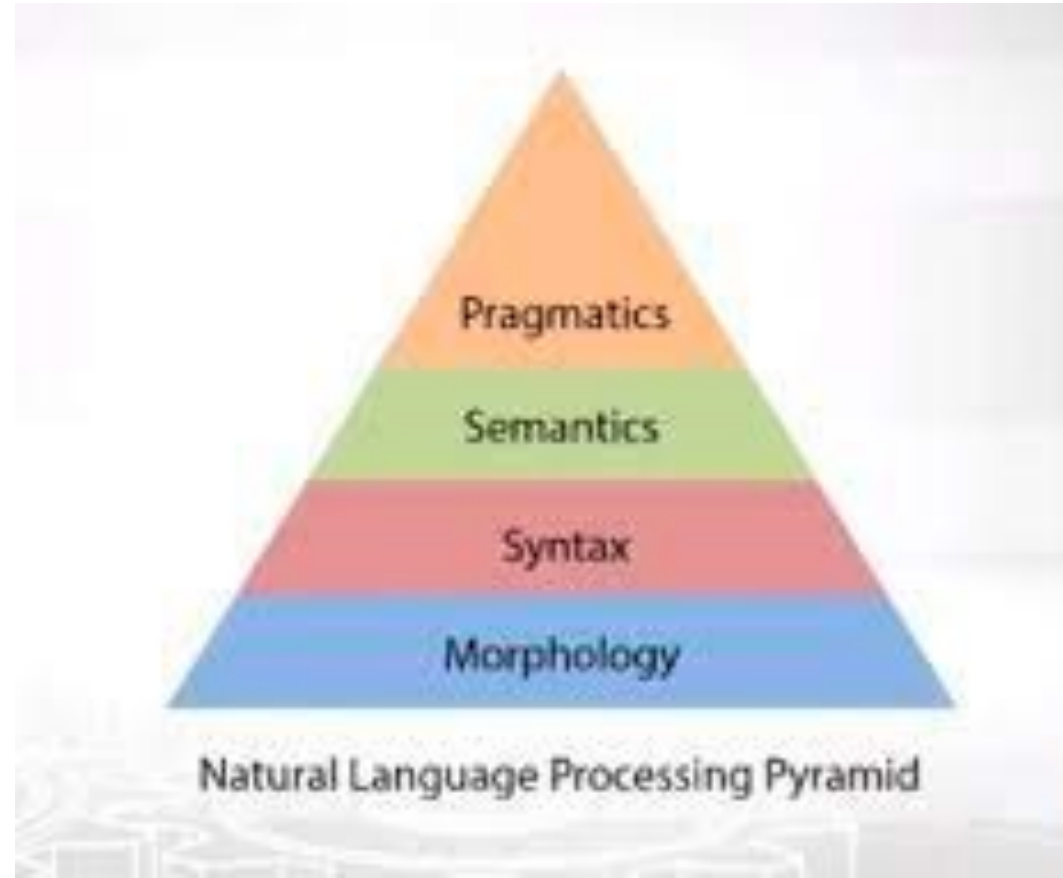 Pragmatics
Semantics
Syntax
Morphology
Natural Language Processing Pyramid